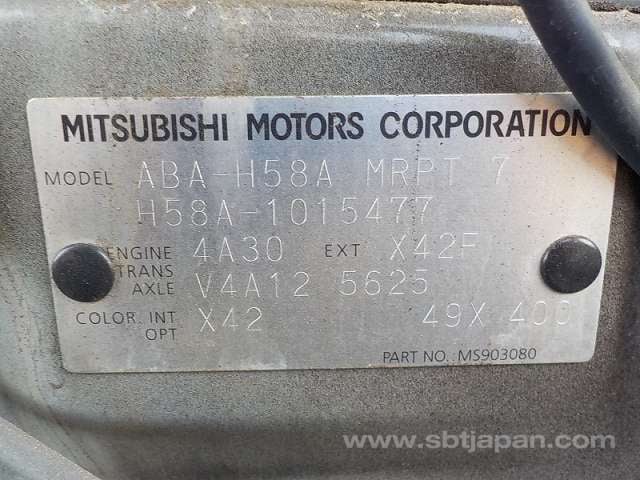 MITSUBISHI MOTORS CORPORATION
MODEL ABA-H58A MRPT 7
H58A-1015477
ENGINE 4A30 EXT X42F
TRANS AXLE V4A12 5625
COLOR, INT OPT X42 49X 400
PART NO.: MS903080
www.sbtjapan.com